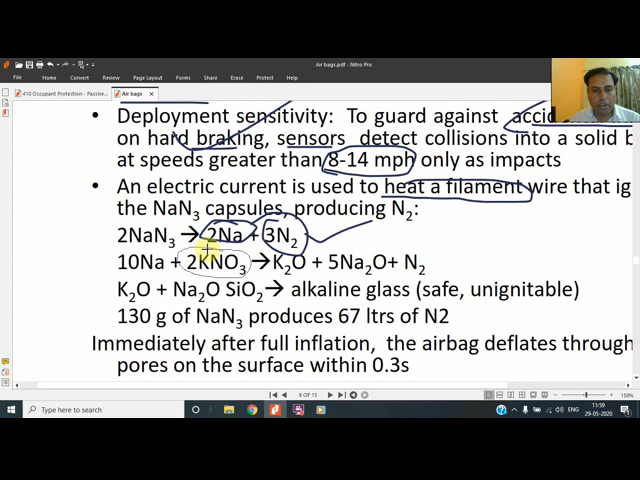 Air bags.pdf - Nitro Pro
File Home Review Page Layout Forms Share Erase Protect Help
410 Occupant Protection - Passive... Air bags
• Deployment sensitivity: To guard against
on hard braking, sensors detect collisions into a solid b
at speeds greater than 8-14 mph only as impacts
• An electric current is used to heat a filament wire that ig
the NaN3 capsules, producing N2:
2NaN3 → 2Na + 3N2
10Na + 2KNO3 → K2O + 5Na2O+ N2
K2O + Na2O SiO2 → alkaline glass (safe, unignitable)
130 g of NaN3 produces 67 ltrs of N2
Immediately after full inflation, the airbag deflates through
pores on the surface within 0.3s
9 OF 15
150%
Type here to search
ENG
11:59
29-05-2020